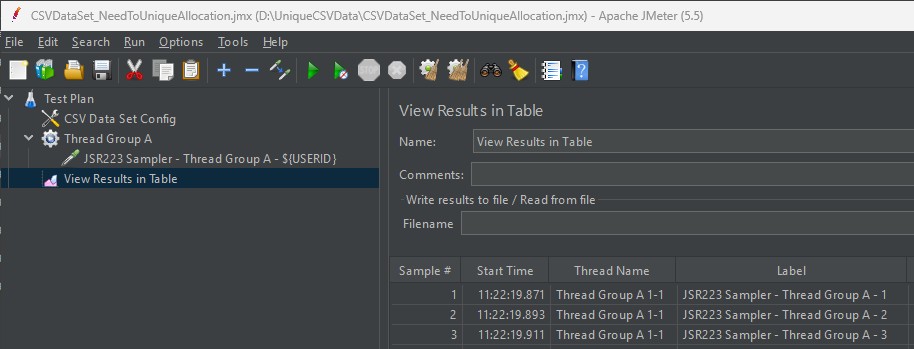 CSVDataSet_NeedToUniqueAllocation.jmx (D:\UniqueCSVData\CSVDataSet_NeedToUniqueAllocation.jmx) - Apache JMeter (5.5)
File Edit Search Run Options Tools Help
STOP
Test Plan
CSV Data Set Config
Thread Group A
JSR223 Sampler - Thread Group A - ${USERID}
View Results in Table
View Results in Table
Name: View Results in Table
Comments:
Write results to file / Read from file
Filename
Sample # Start Time Thread Name Label
1 11:22:19.871 Thread Group A 1-1 JSR223 Sampler - Thread Group A - 1
2 11:22:19.893 Thread Group A 1-1 JSR223 Sampler - Thread Group A - 2
3 11:22:19.911 Thread Group A 1-1 JSR223 Sampler - Thread Group A - 3